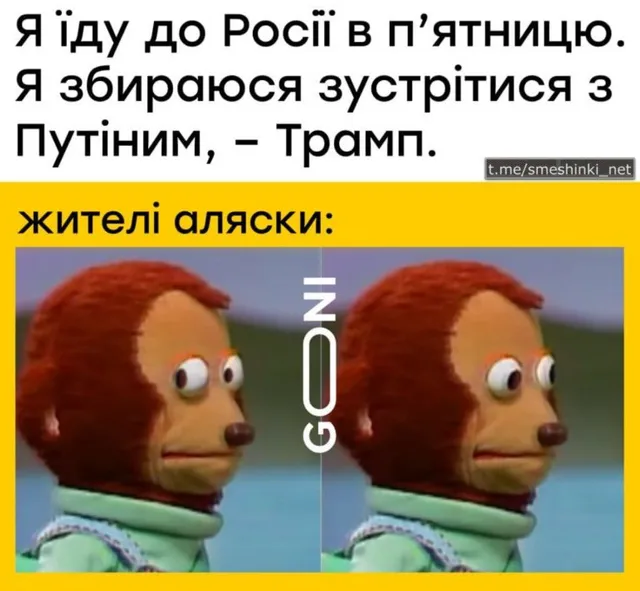 Я їду до Росії в п’ятницю.
Я збираюся зустрітися з
Путіним, – Трамп.
t.me/smeshinki_net
жителі аляски:
GONI